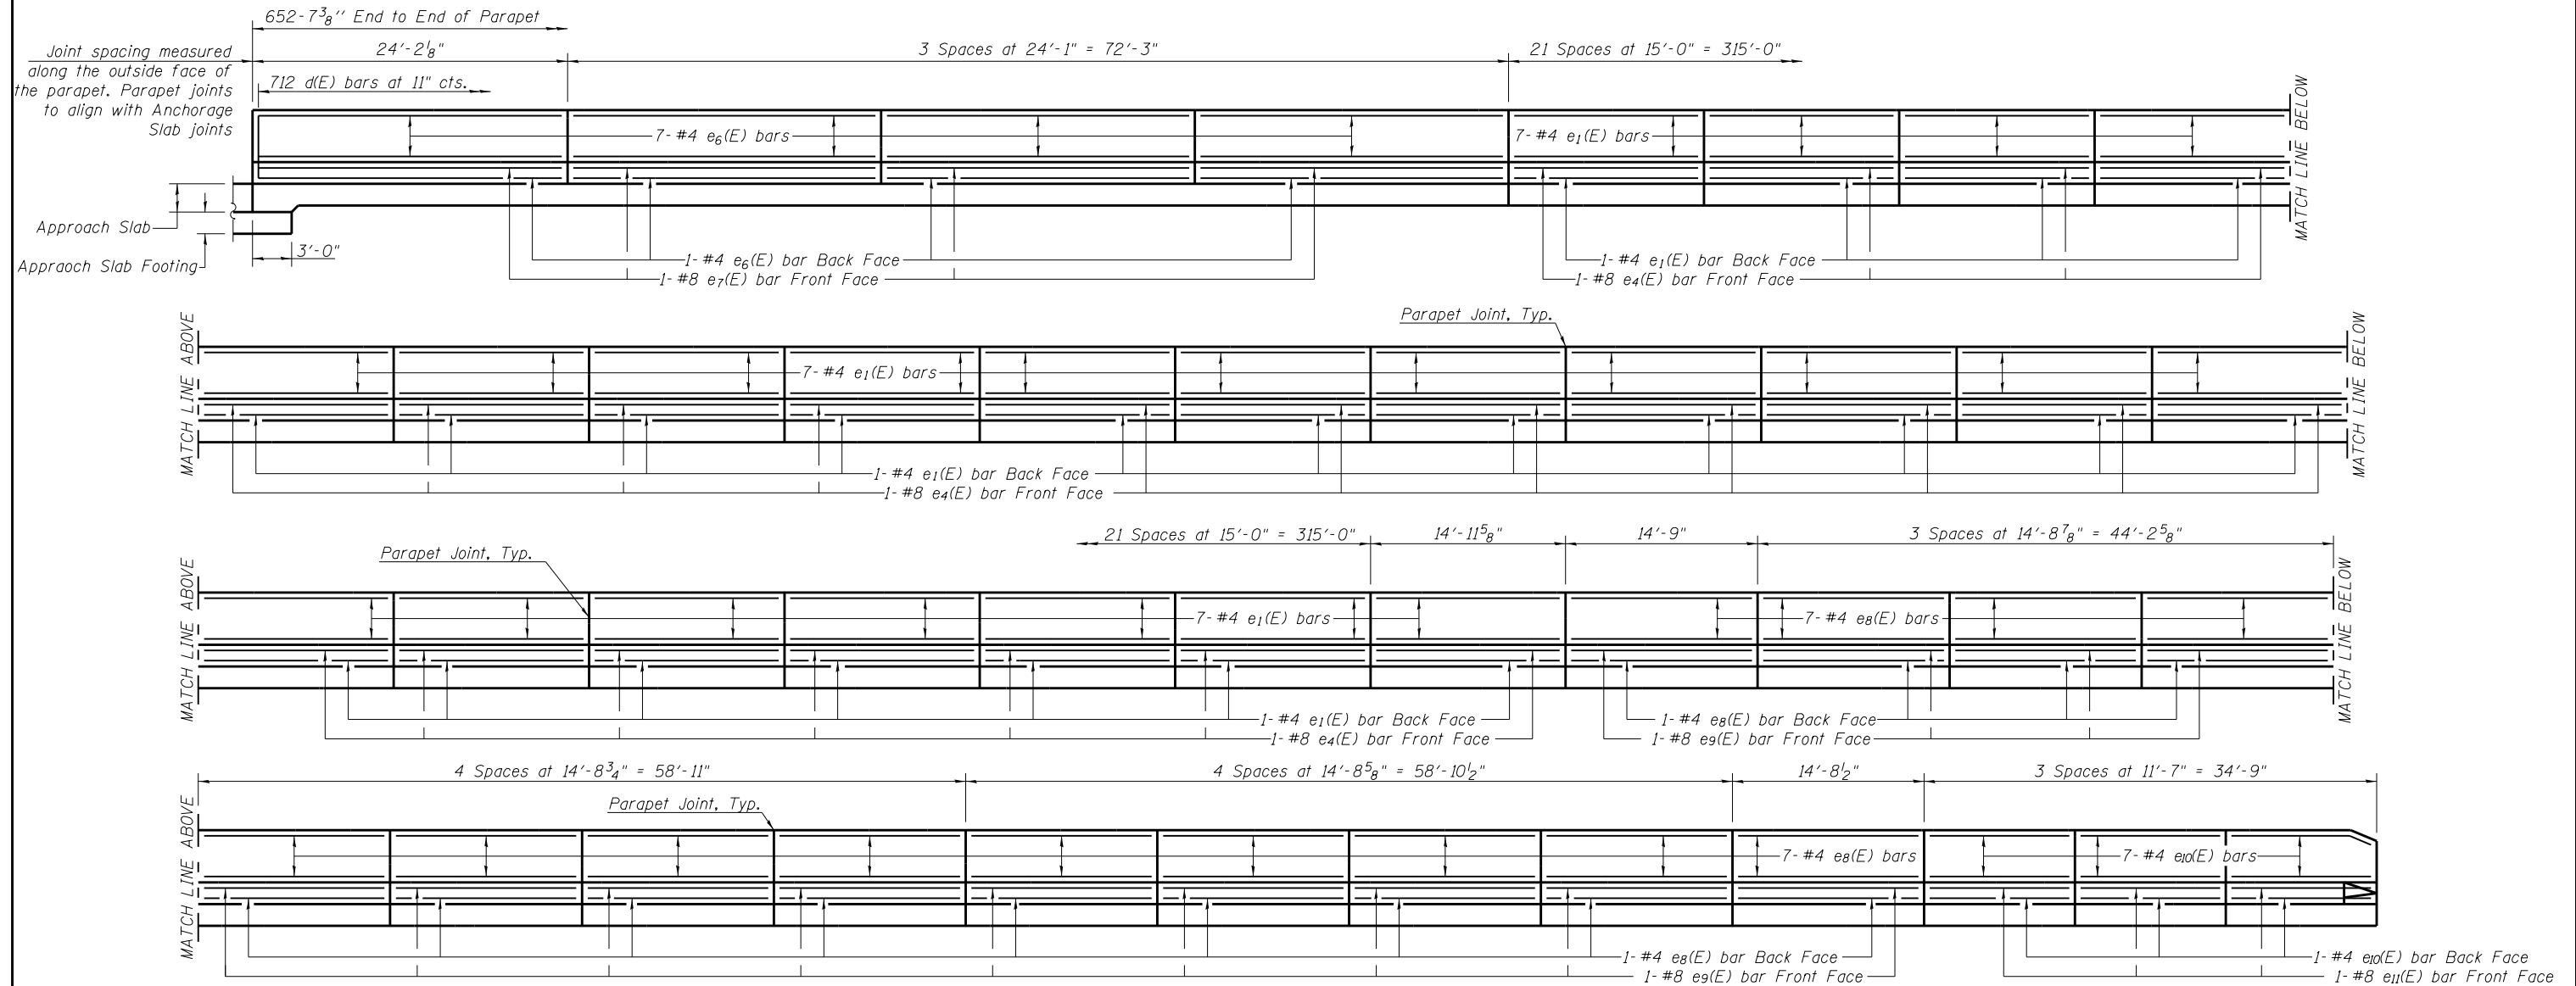 652-7⅜'' End to End of Parapet
Joint spacing measured
along the outside face of
the parapet. Parapet joints
to align with Anchorage
Slab joints
24'-2⅛"
3 Spaces at 24'-1" = 72'-3"
21 Spaces at 15'-0" = 315'-0"
712 d(E) bars at 11" cts.
7-#4 e6(E) bars
7-#4 e1(E) bars
MATCH LINE BELOW
Approach Slab
Appraoch Slab Footing
3'-0"
1-#4 e6(E) bar Back Face
1-#8 e7(E) bar Front Face
1-#4 e1(E) bar Back Face
1-#8 e4(E) bar Front Face
MATCH LINE ABOVE
Parapet Joint, Typ.
7-#4 e1(E) bars
MATCH LINE BELOW
1-#4 e1(E) bar Back Face
1-#8 e4(E) bar Front Face
MATCH LINE ABOVE
Parapet Joint, Typ.
21 Spaces at 15'-0" = 315'-0"
14'-11⅝"
14'-9"
3 Spaces at 14'-8⅞" = 44'-2⅝"
7-#4 e1(E) bars
7-#4 e8(E) bars
MATCH LINE BELOW
1-#4 e1(E) bar Back Face
1-#8 e4(E) bar Front Face
1-#4 e8(E) bar Back Face
1-#8 e9(E) bar Front Face
MATCH LINE ABOVE
4 Spaces at 14'-8¾" = 58'-11"
4 Spaces at 14'-8⅝" = 58'-10½"
14'-8½"
3 Spaces at 11'-7" = 34'-9"
Parapet Joint, Typ.
7-#4 e8(E) bars
7-#4 e10(E) bars
1-#4 e8(E) bar Back Face
1-#8 e9(E) bar Front Face
1-#4 e10(E) bar Back Face
1-#8 e11(E) bar Front Face